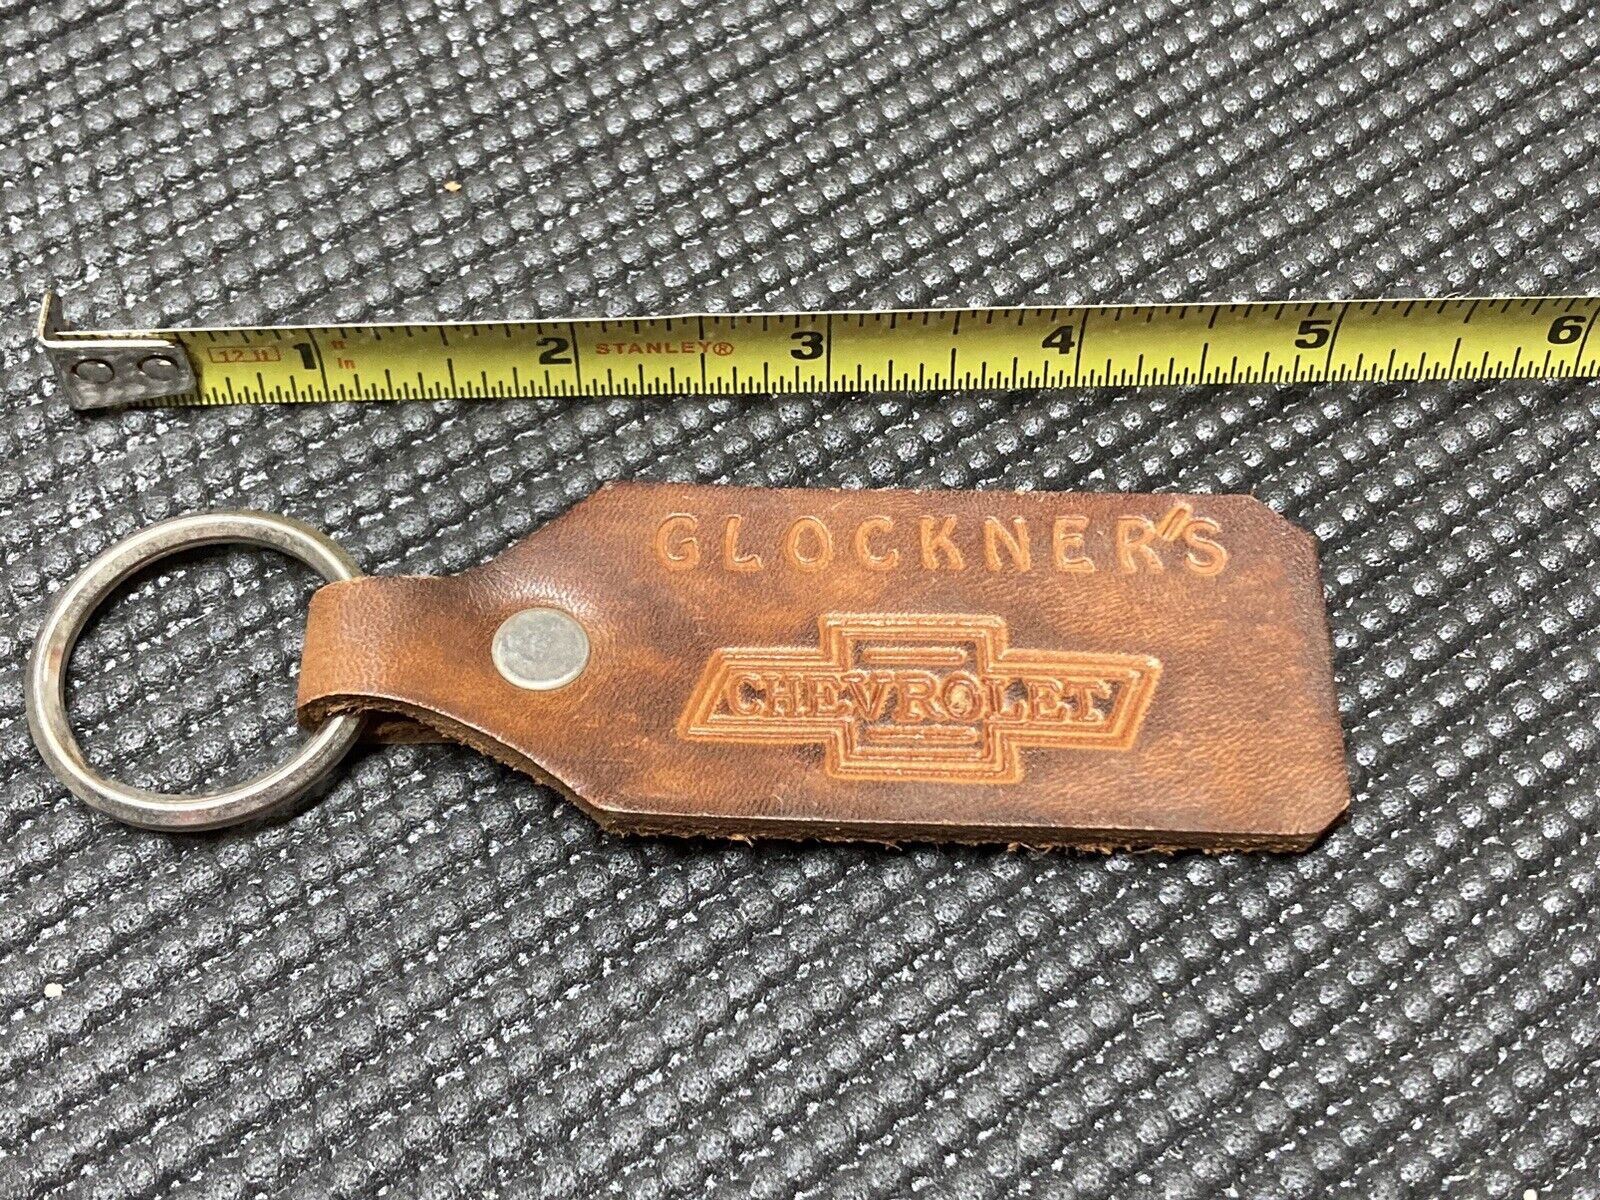 12 ft 1 ft 2 STANLEY® 3 4 5 6
In
GLOCKNER'S
CHEVROLET